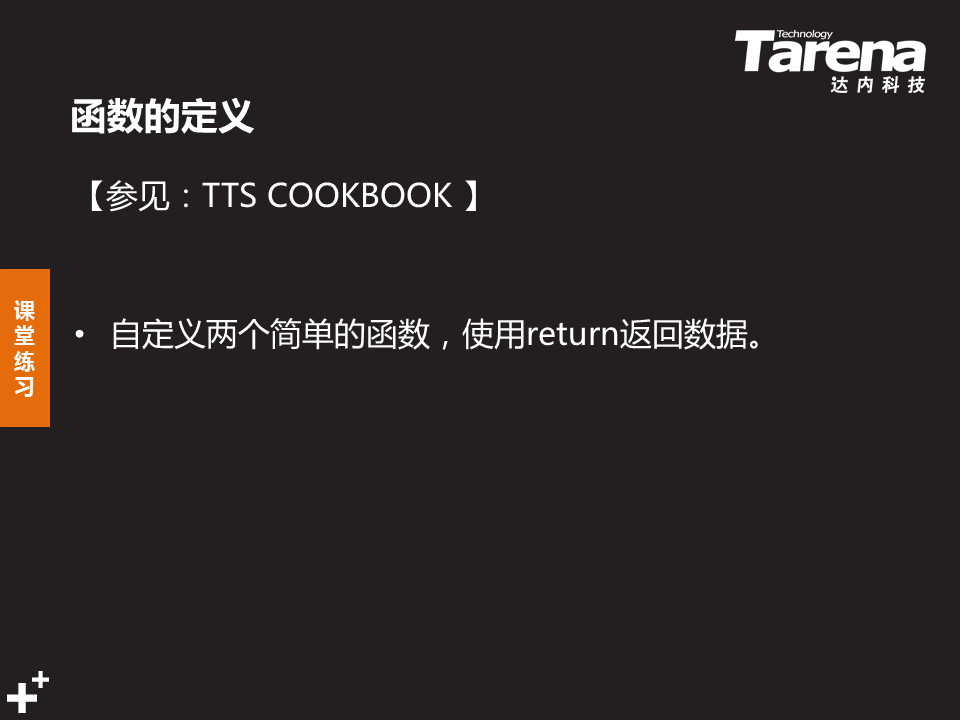 Technology
Tarena
达内科技
函数的定义
【参见：TTS COOKBOOK 】
课堂练习
• 自定义两个简单的函数，使用return返回数据。